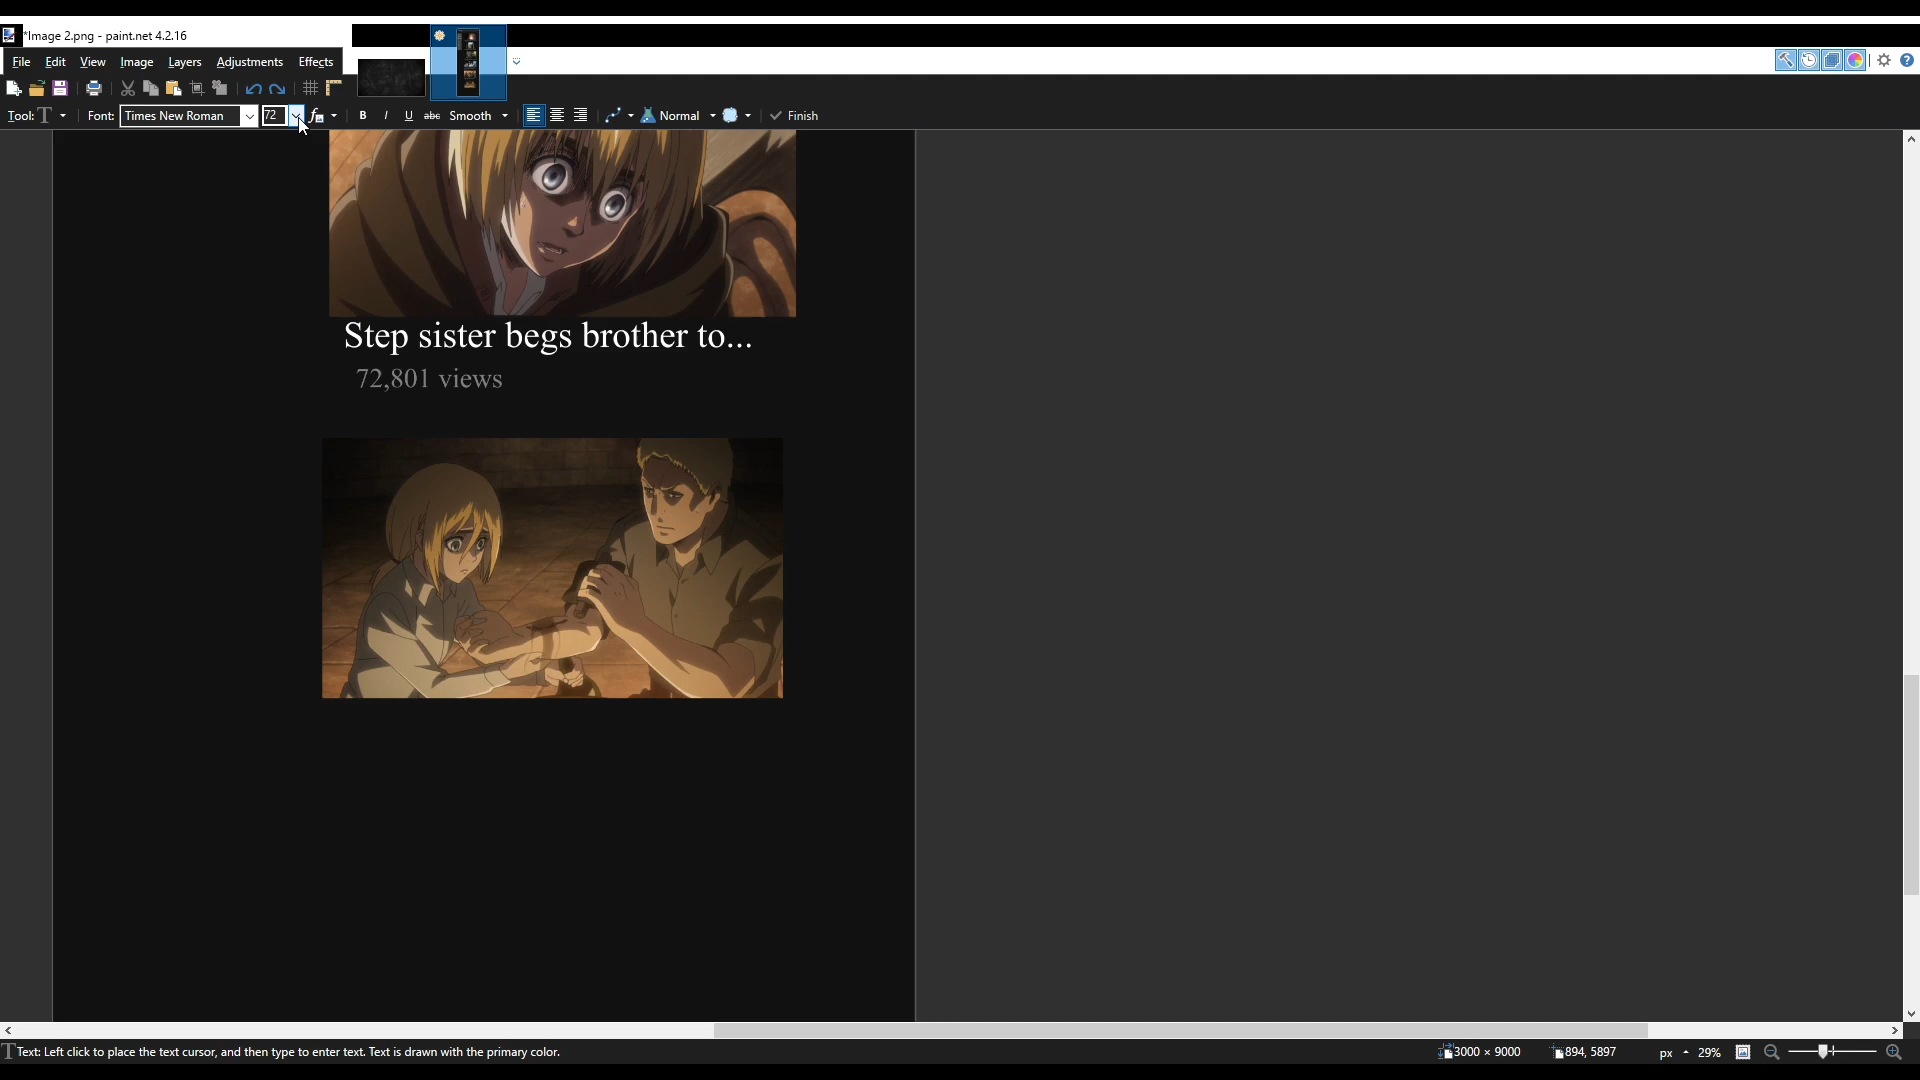 *Image 2.png - paint.net 4.2.16
File Edit View Image Layers Adjustments Effects
Tool: T Font: Times New Roman 72 B I U abc Smooth Normal Finish
Step sister begs brother to...
72,801 views
Text: Left click to place the text cursor, and then type to enter text. Text is drawn with the primary color. 3000 × 9000 894, 5897 px 29%